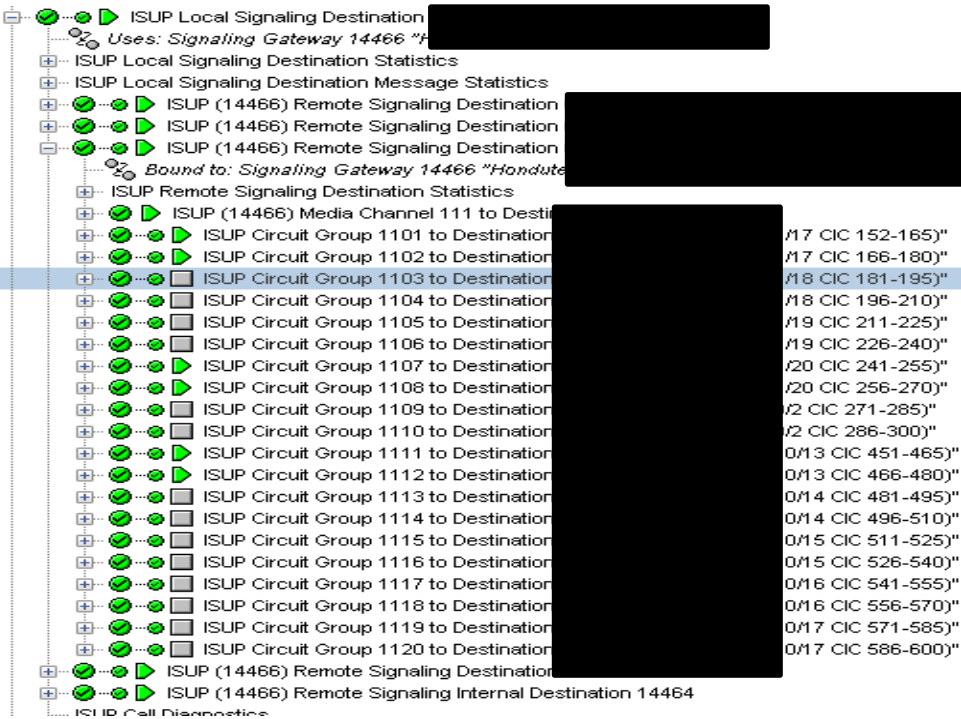 ISUP Local Signaling Destination
Uses: Signaling Gateway 14466 "H
ISUP Local Signaling Destination Statistics
ISUP Local Signaling Destination Message Statistics
ISUP (14466) Remote Signaling Destination
ISUP (14466) Remote Signaling Destination
ISUP (14466) Remote Signaling Destination
Bound to: Signaling Gateway 14466 "Hondute
ISUP Remote Signaling Destination Statistics
ISUP (14466) Media Channel 111 to Desti
ISUP Circuit Group 1101 to Destination /17 CIC 152-165)"
ISUP Circuit Group 1102 to Destination /17 CIC 166-180)"
ISUP Circuit Group 1103 to Destination /18 CIC 181-195)"
ISUP Circuit Group 1104 to Destination /18 CIC 196-210)"
ISUP Circuit Group 1105 to Destination /19 CIC 211-225)"
ISUP Circuit Group 1106 to Destination /19 CIC 226-240)"
ISUP Circuit Group 1107 to Destination /20 CIC 241-255)"
ISUP Circuit Group 1108 to Destination /20 CIC 256-270)"
ISUP Circuit Group 1109 to Destination /2 CIC 271-285)"
ISUP Circuit Group 1110 to Destination /2 CIC 286-300)"
ISUP Circuit Group 1111 to Destination 0/13 CIC 451-465)"
ISUP Circuit Group 1112 to Destination 0/13 CIC 466-480)"
ISUP Circuit Group 1113 to Destination 0/14 CIC 481-495)"
ISUP Circuit Group 1114 to Destination 0/14 CIC 496-510)"
ISUP Circuit Group 1115 to Destination 0/15 CIC 511-525)"
ISUP Circuit Group 1116 to Destination 0/15 CIC 526-540)"
ISUP Circuit Group 1117 to Destination 0/16 CIC 541-555)"
ISUP Circuit Group 1118 to Destination 0/16 CIC 556-570)"
ISUP Circuit Group 1119 to Destination 0/17 CIC 571-585)"
ISUP Circuit Group 1120 to Destination 0/17 CIC 586-600)"
ISUP (14466) Remote Signaling Destination
ISUP (14466) Remote Signaling Internal Destination 14464
ISUP Call Diagnostics